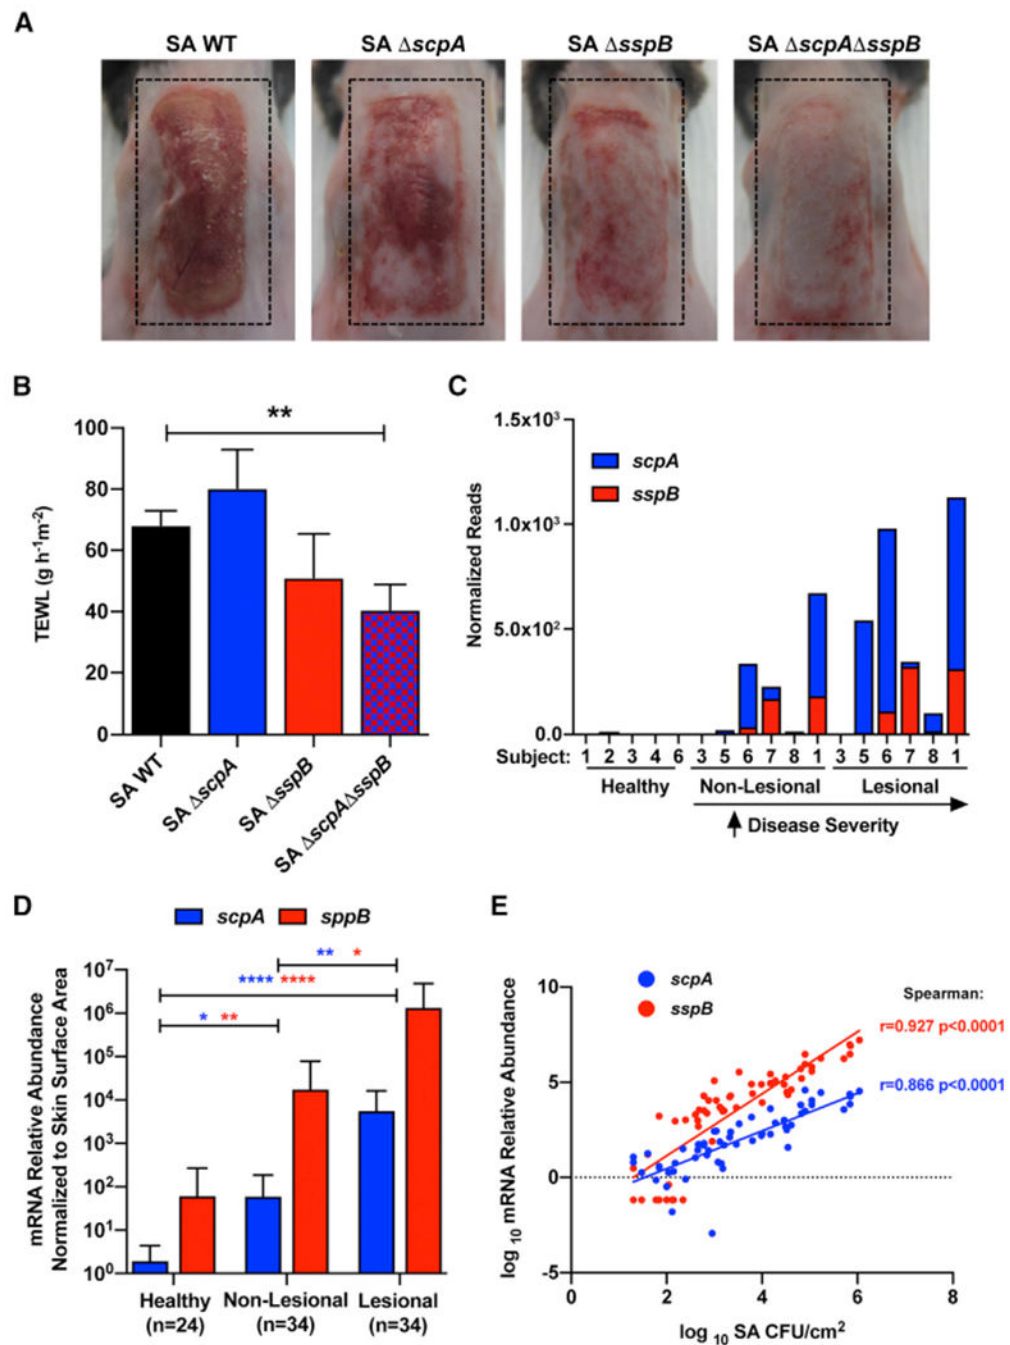 A
SA WT
SA ΔscpA
SA ΔsspB
SA ΔscpAΔsspB
B
**
100
80
60
40
20
0
TEWL (g h-1m-2)
SA WT
SA ΔscpA
SA ΔsspB
SA ΔscpAΔsspB
C
scpA
sspB
Normalized Reads
1.5x10³
1.0x10³
5.0x10²
0.0
Subject: 1 2 3 4 6 3 5 6 7 8 1 3 5 6 7 8 1
Healthy Non-Lesional Lesional
Disease Severity
D
scpA sppB
** *
**** ****
* **
mRNA Relative Abundance
Normalized to Skin Surface Area
10⁷
10⁶
10⁵
10⁴
10³
10²
10¹
10⁰
Healthy Non-Lesional Lesional
(n=24) (n=34) (n=34)
E
scpA
sspB
Spearman:
r=0.927 p<0.0001
r=0.866 p<0.0001
log 10 mRNA Relative Abundance
10
5
0
-5
0 2 4 6 8
log 10 SA CFU/cm²